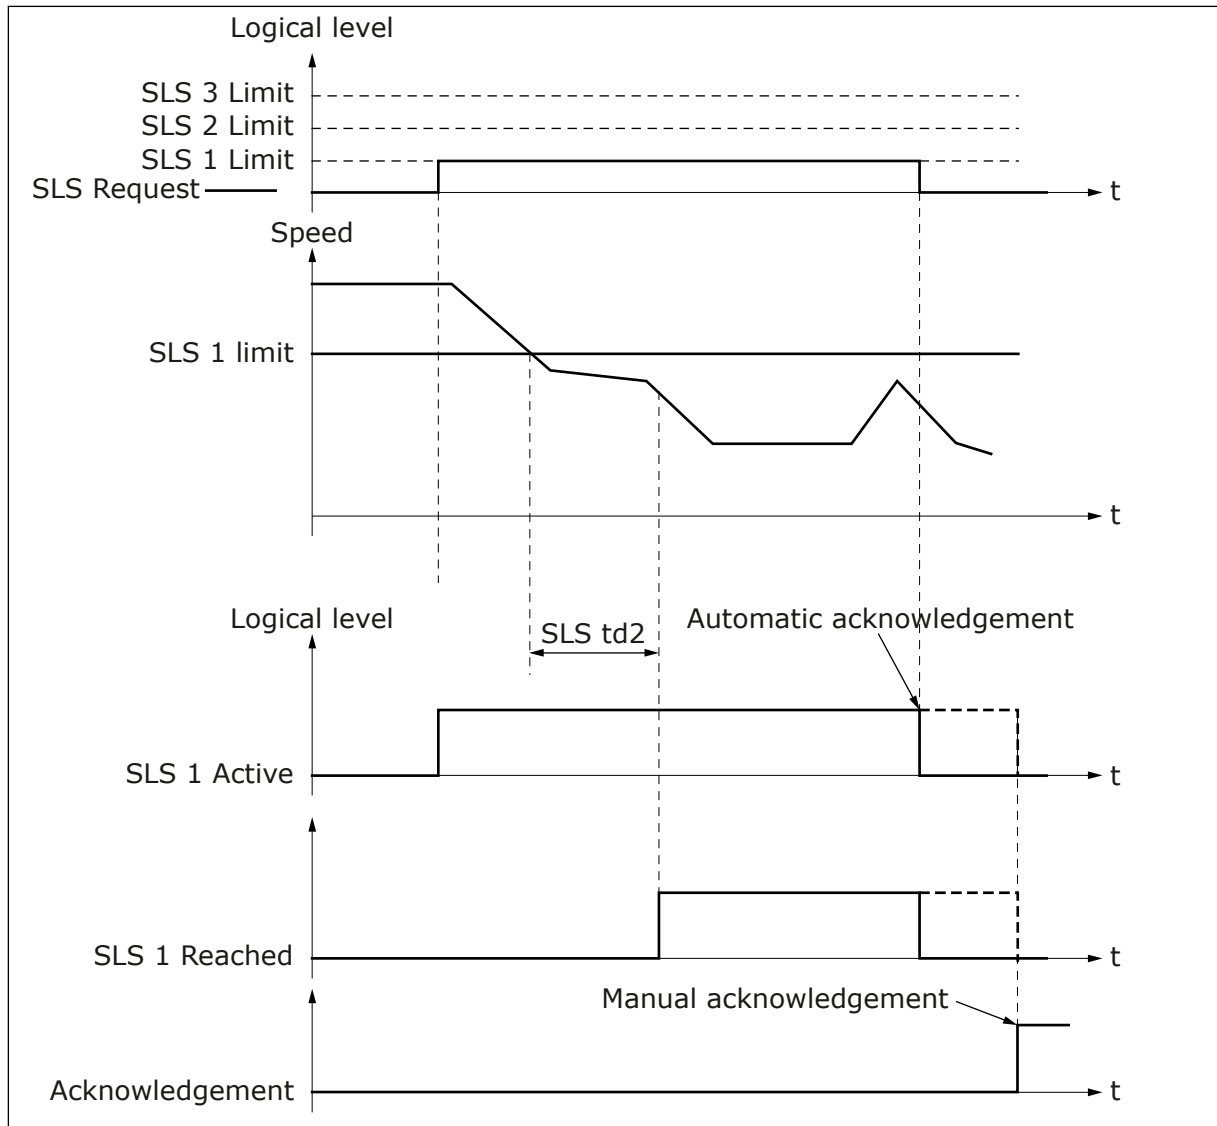 Logical level
SLS 3 Limit
SLS 2 Limit
SLS 1 Limit
SLS Request
t
Speed
SLS 1 limit
t
Logical level
SLS td2
Automatic acknowledgement
SLS 1 Active
t
SLS 1 Reached
t
Manual acknowledgement
Acknowledgement
t